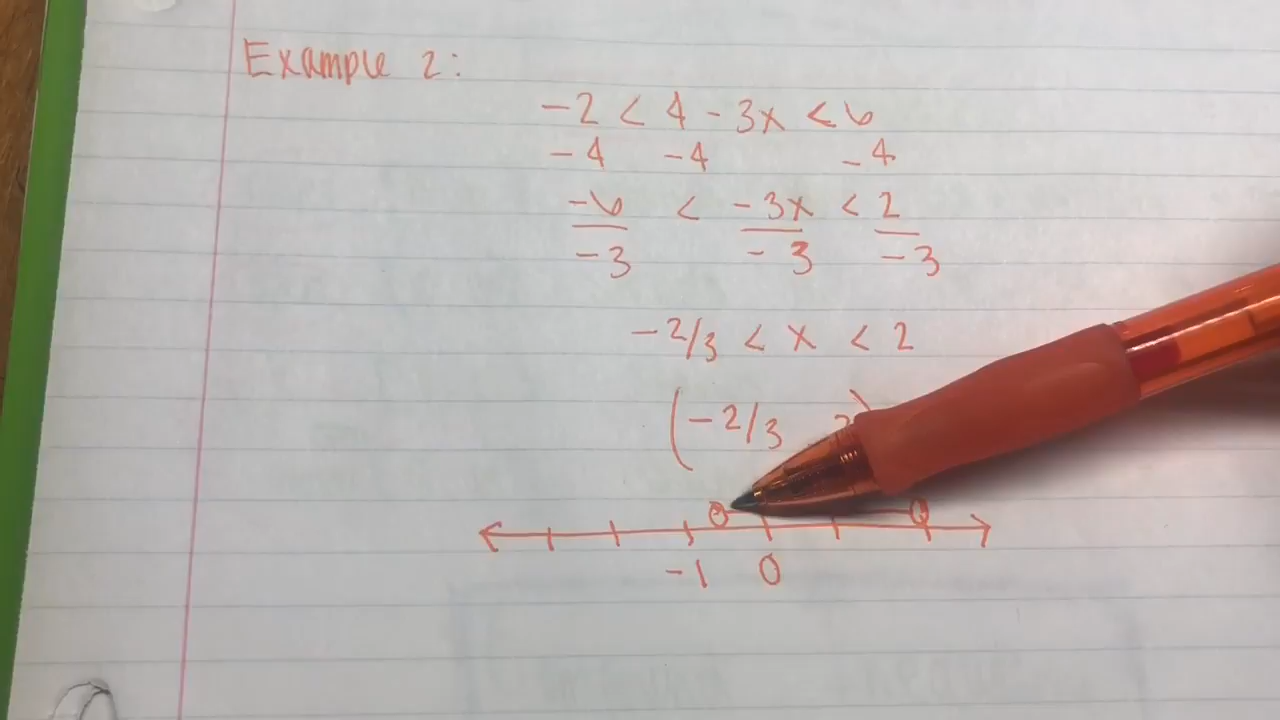 Example 2:
-2 < 4 - 3x < 6
-4 -4 -4
-6 < -3x < 2
-3 -3 -3
-2/3 < x < 2
(-2/3 2)
-1 0